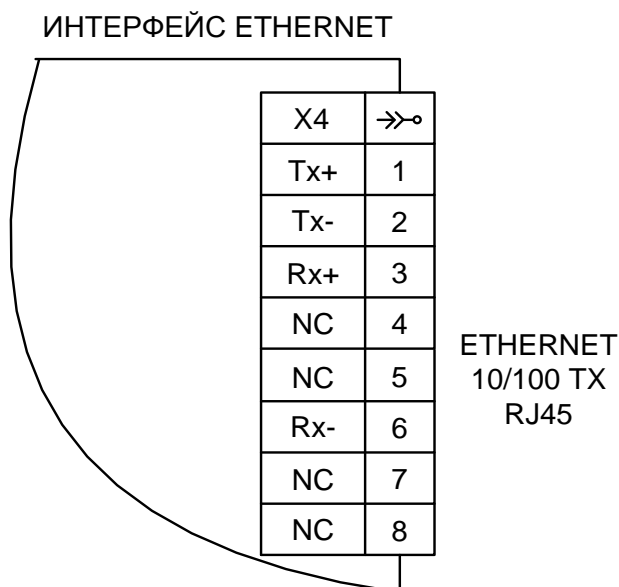 ИНТЕРФЕЙС ETHERNET
X4
Tx+ 1
Tx- 2
Rx+ 3
NC 4
NC 5
Rx- 6
NC 7
NC 8
ETHERNET
10/100 TX
RJ45